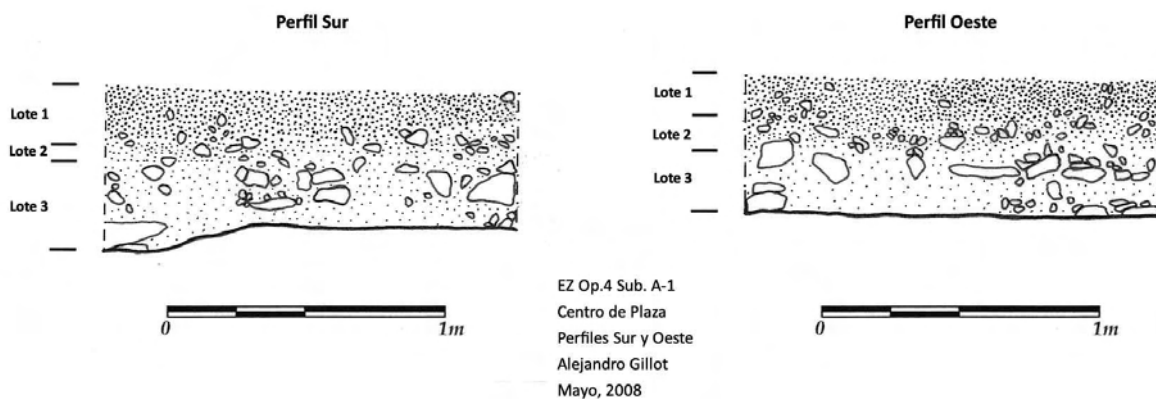 Perfil Sur
Lote 1
Lote 2
Lote 3
0 1m
Perfil Oeste
Lote 1
Lote 2
Lote 3
0 1m
EZ Op.4 Sub. A-1
Centro de Plaza
Perfiles Sur y Oeste
Alejandro Gillot
Mayo, 2008